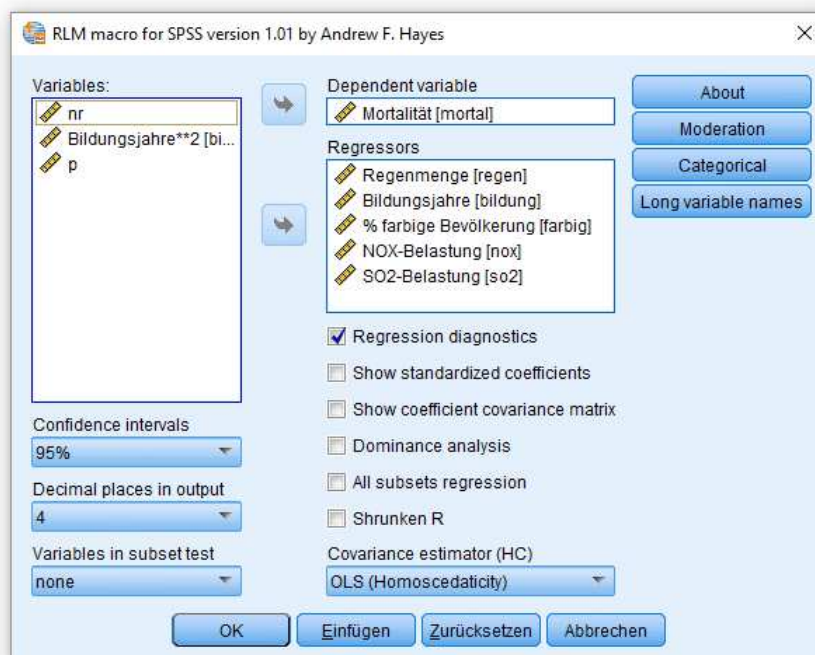 RLM macro for SPSS version 1.01 by Andrew F. Hayes
Variables:
nr
Bildungsjahre**2 [bi...
p
Dependent variable
Mortalität [mortal]
Regressors
Regenmenge [regen]
Bildungsjahre [bildung]
% farbige Bevölkerung [farbig]
NOX-Belastung [nox]
SO2-Belastung [so2]
About
Moderation
Categorical
Long variable names
Regression diagnostics
Show standardized coefficients
Show coefficient covariance matrix
Dominance analysis
All subsets regression
Shrunken R
Confidence intervals
95%
Decimal places in output
4
Variables in subset test
none
Covariance estimator (HC)
OLS (Homoscedaticity)
OK
Einfügen
Zurücksetzen
Abbrechen